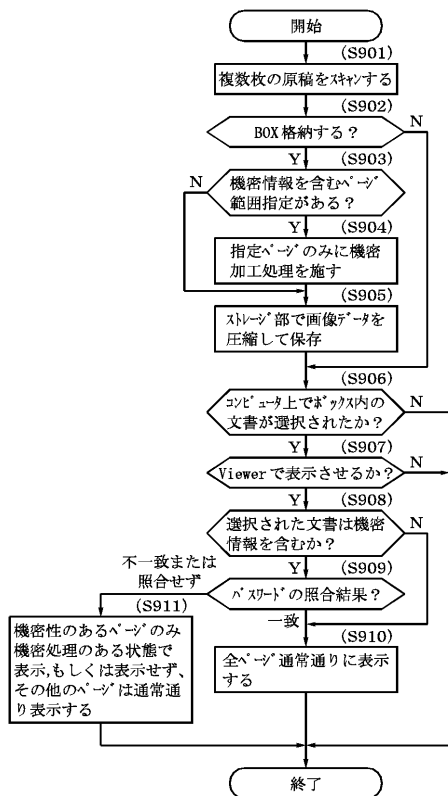 開始
(S901)
複数枚の原稿をスキャンする
(S902)
BOX格納する?
N
Y
(S903)
機密情報を含むページ
範囲指定がある?
N
Y
(S904)
指定ページのみに機密
加工処理を施す
(S905)
ストレージ部で画像データを
圧縮して保存
(S906)
コンピュータ上でボックス内の
文書が選択されたか?
N
Y
(S907)
Viewerで表示させるか?
N
Y
(S908)
選択された文書は機密
情報を含むか?
N
Y
(S909)
パスワードの照合結果?
不一致または
照合せず
一致
(S911)
機密性のあるページのみ
機密処理のある状態で
表示,もしくは表示せず、
その他のページは通常通
り表示する
(S910)
全ページ通常通りに表示
する
終了